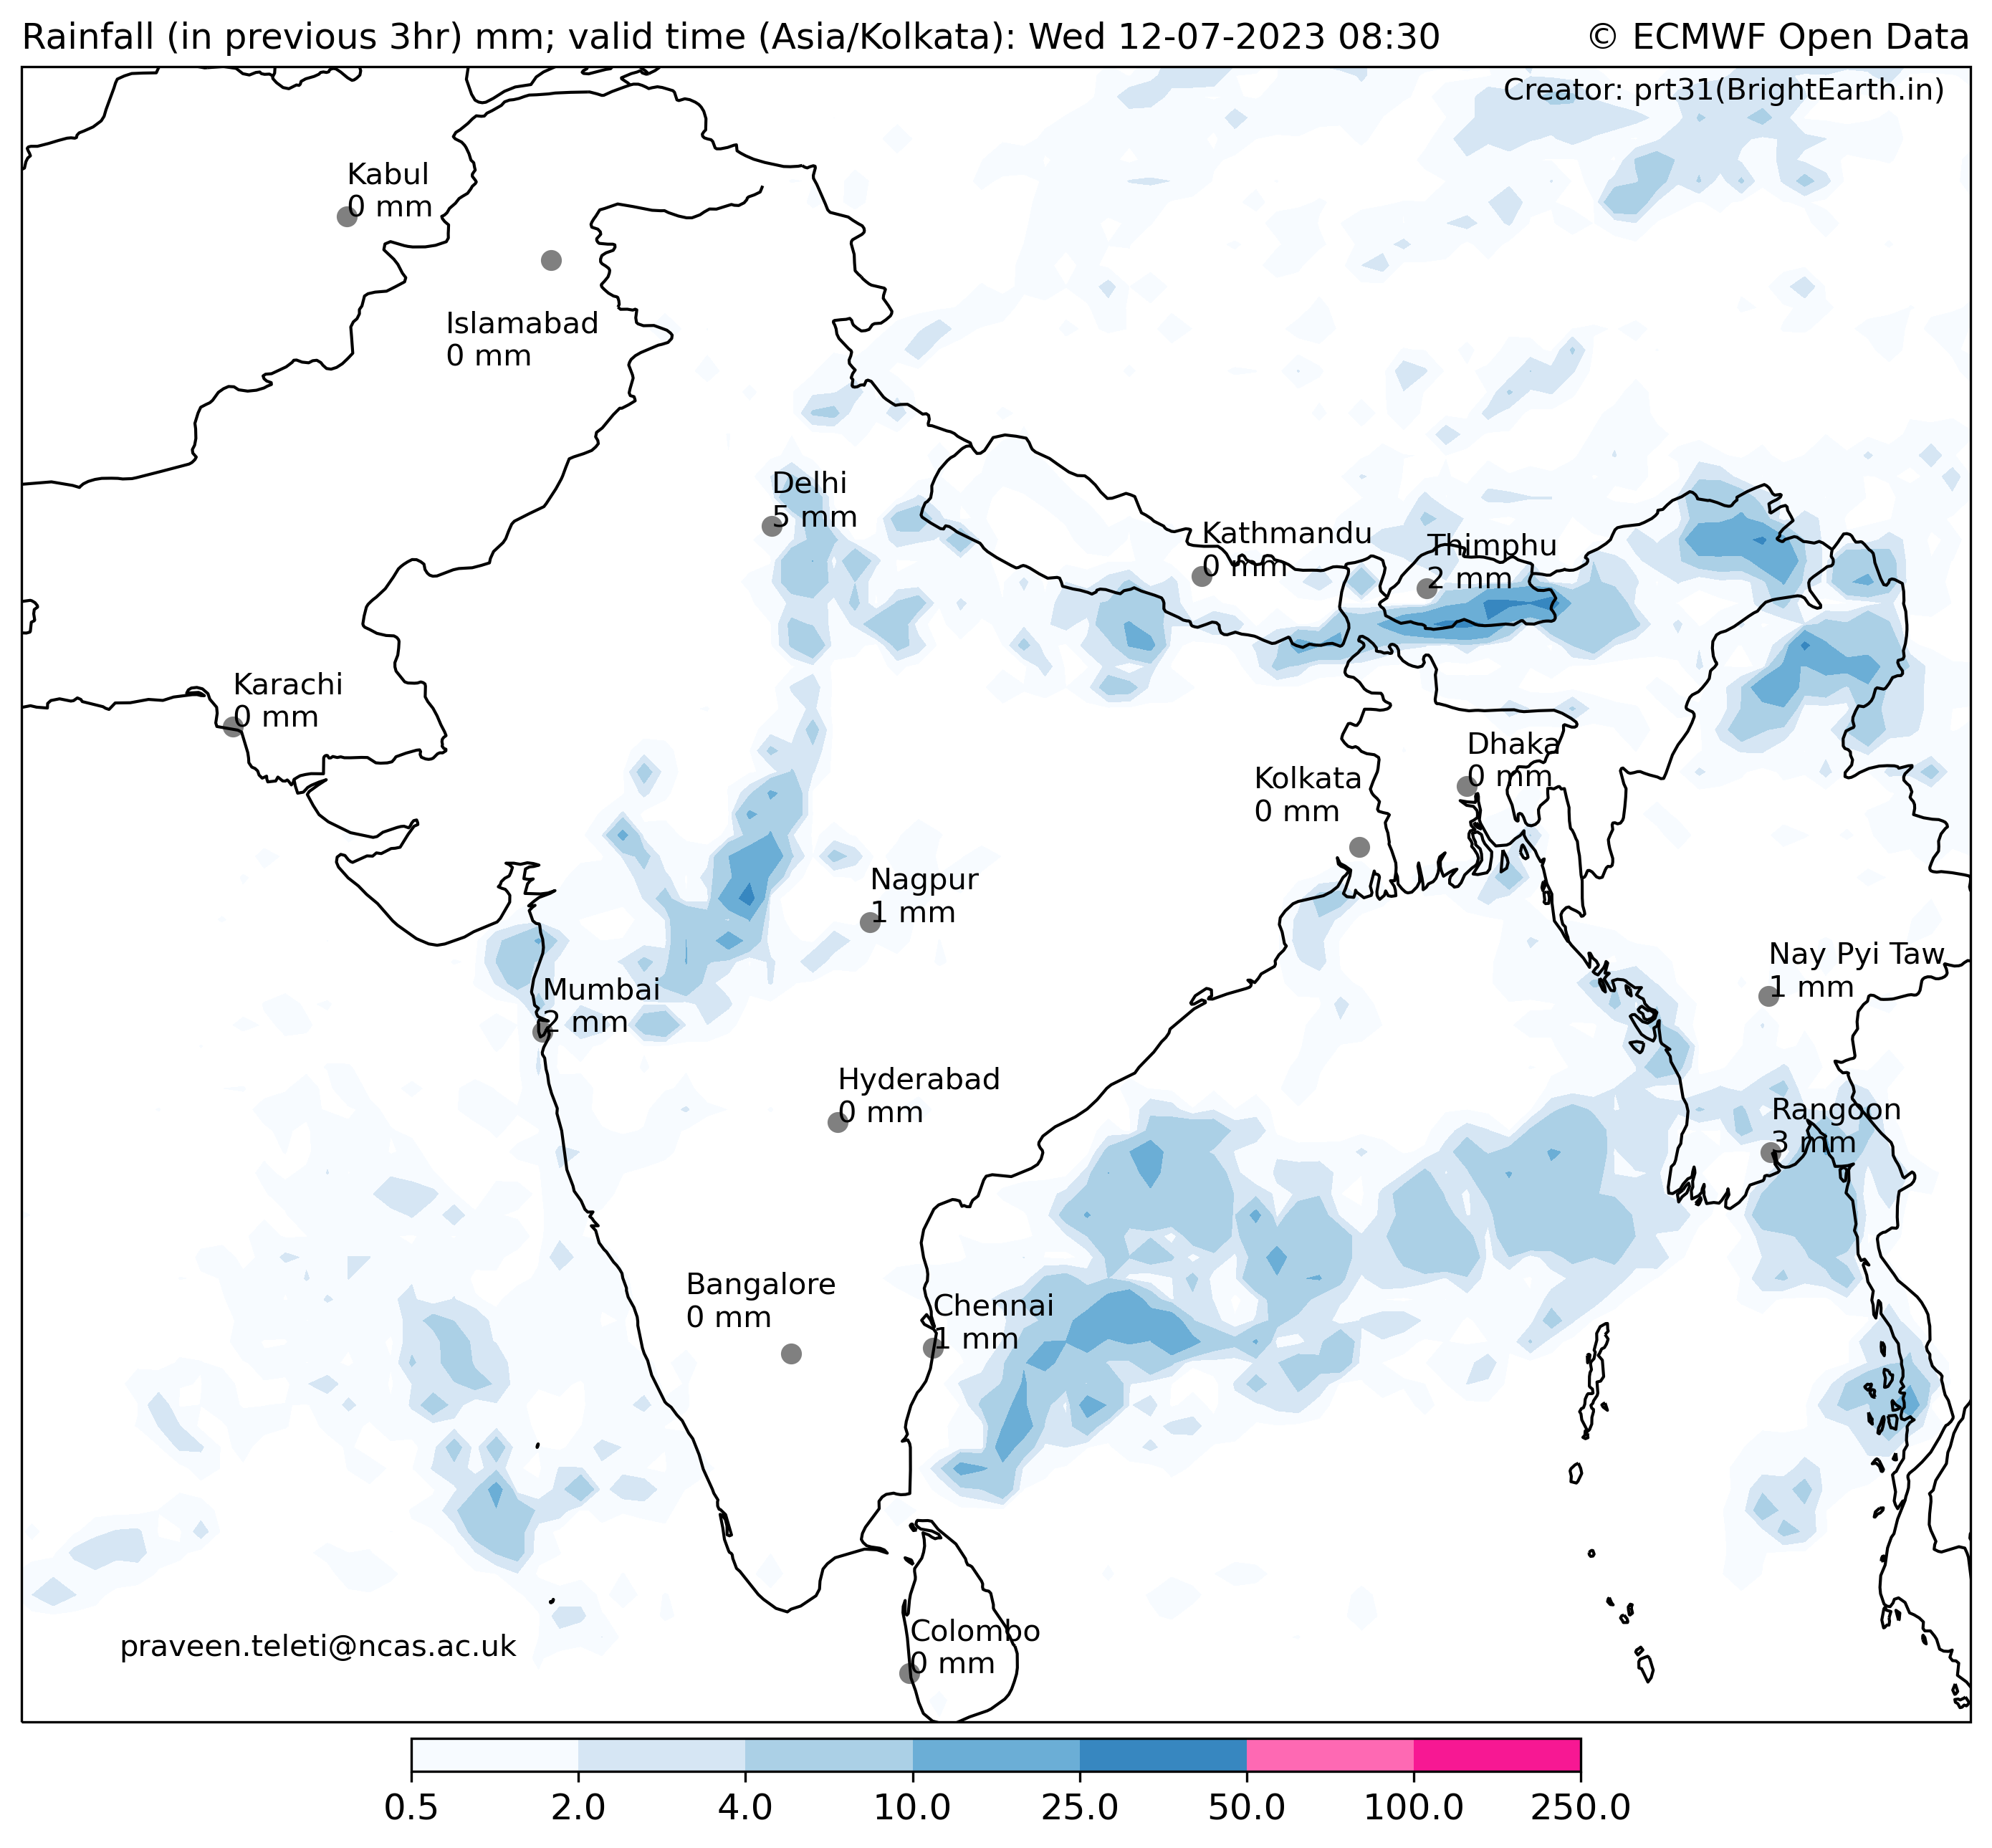 Rainfall (in previous 3hr) mm; valid time (Asia/Kolkata): Wed 12-07-2023 08:30
© ECMWF Open Data
Creator: prt31(BrightEarth.in)
Kabul
0 mm
Islamabad
0 mm
Delhi
5 mm
Kathmandu
0 mm
Thimphu
2 mm
Karachi
0 mm
Dhaka
0 mm
Kolkata
0 mm
Nagpur
1 mm
Nay Pyi Taw
1 mm
Mumbai
2 mm
Hyderabad
0 mm
Rangoon
3 mm
Bangalore
0 mm
Chennai
1 mm
Colombo
0 mm
praveen.teleti@ncas.ac.uk
0.5 2.0 4.0 10.0 25.0 50.0 100.0 250.0